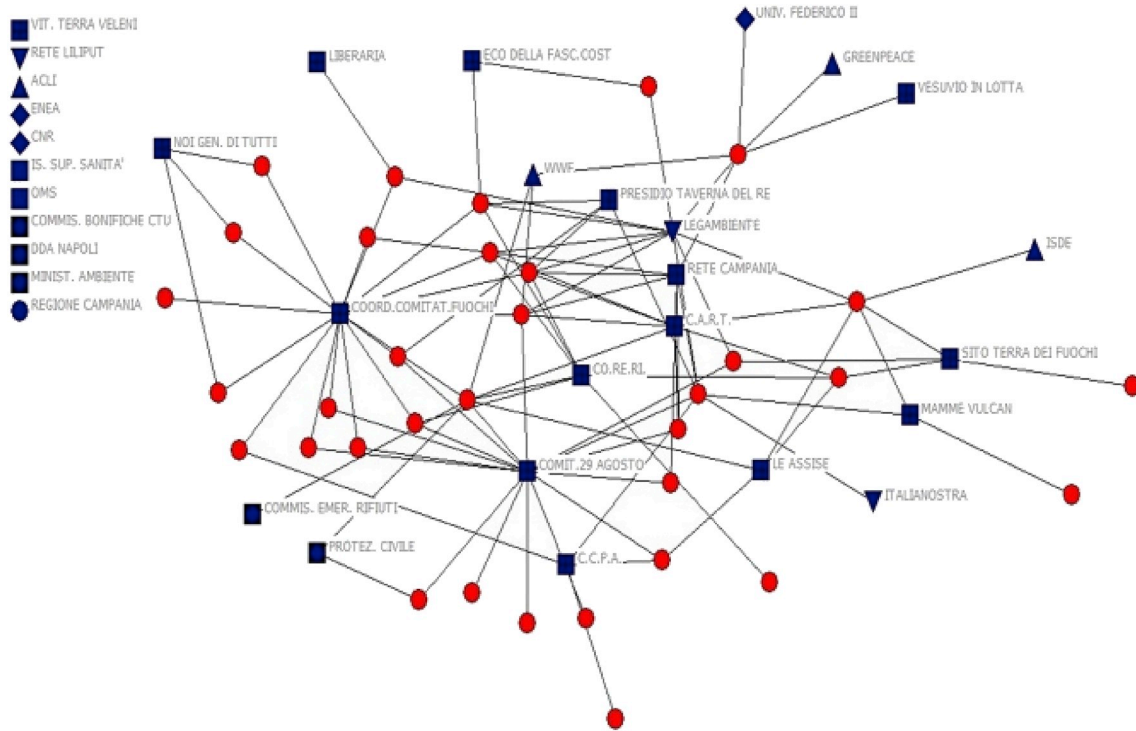 VIT. TERRA VELENI
RETE LILIPUT
ACLI
ENEA
CNR
IS. SUP. SANITA'
OMS
COMMIS. BONIFICHE CTU
DDA NAPOLI
MINIST. AMBIENTE
REGIONE CAMPANIA
UNIV. FEDERICO II
LIBERARIA
ECO DELLA FASC.COST
GREENPEACE
VESUVIO IN LOTTA
NOI GEN. DI TUTTI
WWF
PRESIDIO TAVERNA DEL RE
LEGAMBIENTE
ISDE
RETE CAMPANIA
COORD.COMITAT.FUOCHI
C.A.R.T.
SITO TERRA DEI FUOCHI
CO.RE.RI.
MAMME VULCAN
COMIT.29 AGOSTO
LE ASSISE
ITALIANOSTRA
COMMIS. EMER. RIFIUTI
PROTEZ. CIVILE
C.C.P.A.